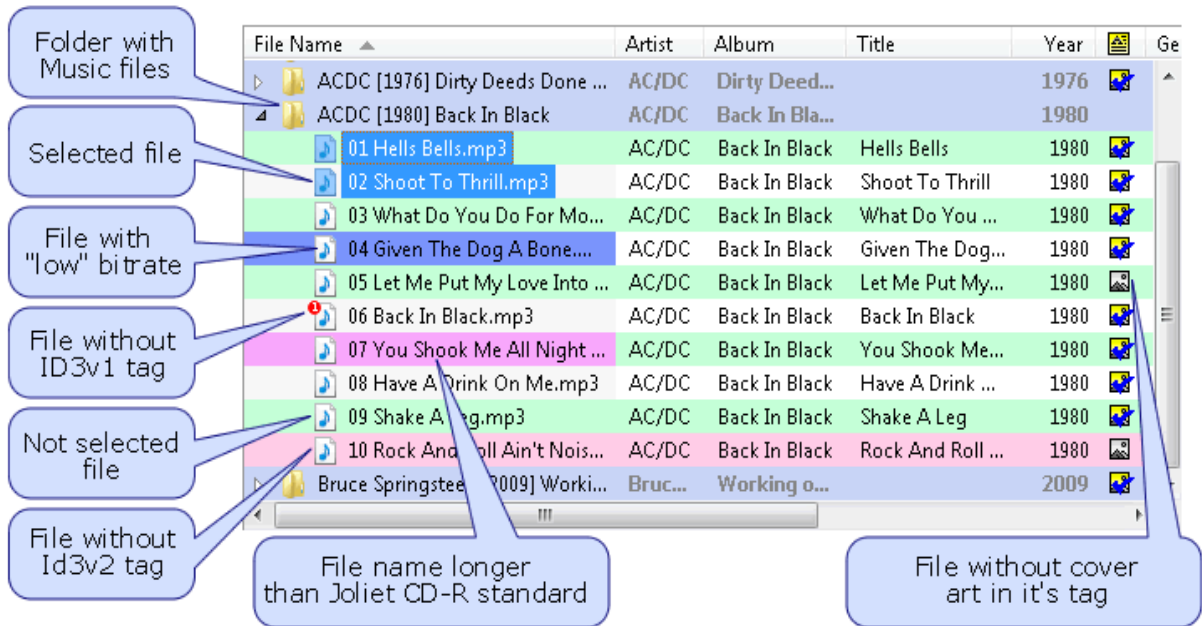 Folder with
Music files
Selected file
File with
"low" bitrate
File without
ID3v1 tag
Not selected
file
File without
Id3v2 tag
File Name Artist Album Title Year Ge
ACDC [1976] Dirty Deeds Done ... AC/DC Dirty Deed... 1976
ACDC [1980] Back In Black AC/DC Back In Bla... 1980
01 Hells Bells.mp3 AC/DC Back In Black Hells Bells 1980
02 Shoot To Thrill.mp3 AC/DC Back In Black Shoot To Thrill 1980
03 What Do You Do For Mo... AC/DC Back In Black What Do You ... 1980
04 Given The Dog A Bone.... AC/DC Back In Black Given The Dog... 1980
05 Let Me Put My Love Into ... AC/DC Back In Black Let Me Put My... 1980
1 06 Back In Black.mp3 AC/DC Back In Black Back In Black 1980
07 You Shook Me All Night ... AC/DC Back In Black You Shook Me... 1980
08 Have A Drink On Me.mp3 AC/DC Back In Black Have A Drink ... 1980
09 Shake A Leg.mp3 AC/DC Back In Black Shake A Leg 1980
10 Rock And Roll Ain't Nois... AC/DC Back In Black Rock And Roll ... 1980
Bruce Springsteen [2009] Worki... Bruc... Working o... 2009
File name longer
than Joliet CD-R standard
File without cover
art in it's tag